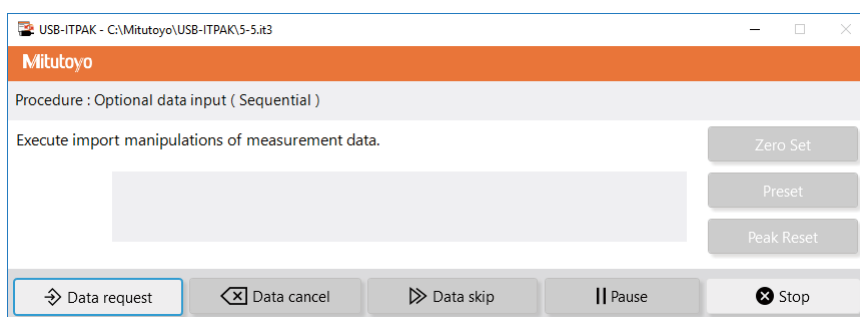 USB-ITPAK - C:\Mitutoyo\USB-ITPAK\5-5.it3
Mitutoyo
Procedure : Optional data input ( Sequential )
Execute import manipulations of measurement data.
Zero Set
Preset
Peak Reset
Data request
Data cancel
Data skip
Pause
Stop